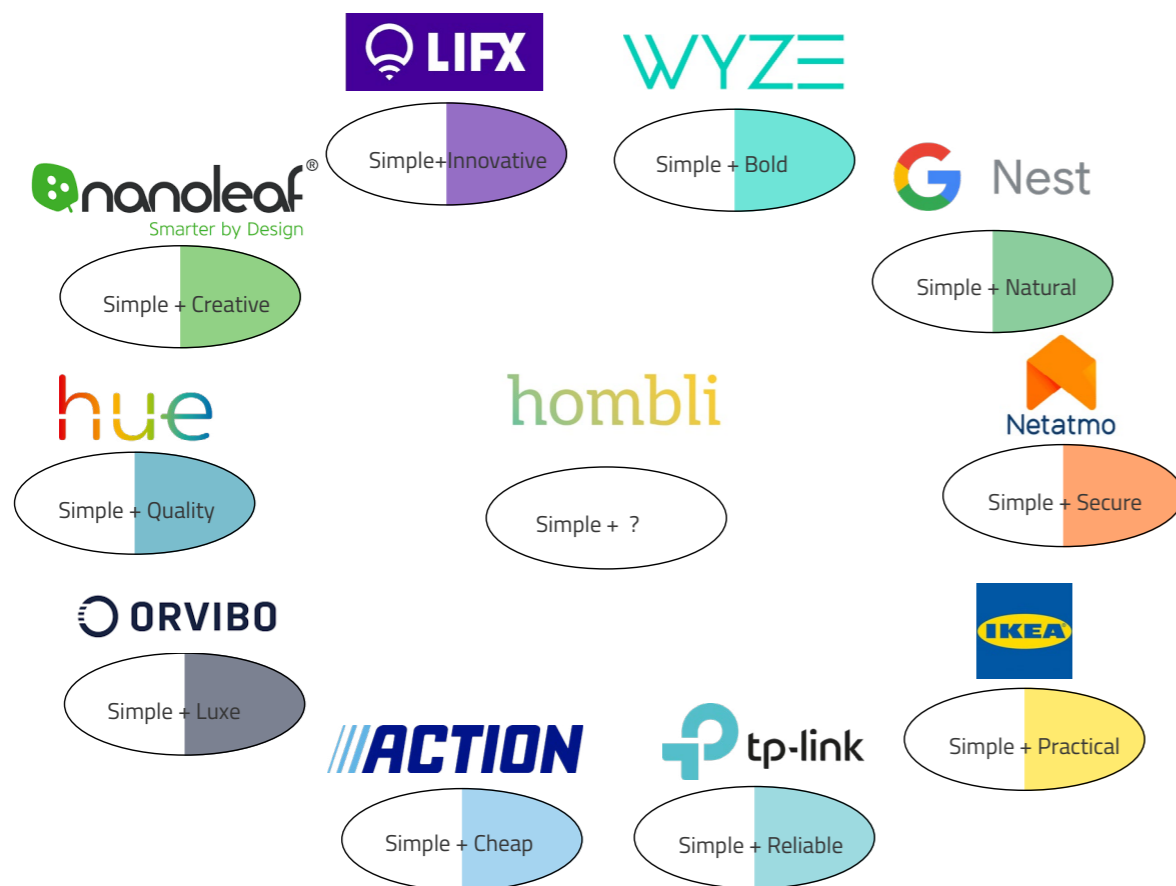 LIFX
Simple+Innovative
WYZE
Simple + Bold
nanoleaf®
Smarter by Design
Simple + Creative
G Nest
Simple + Natural
hue
Simple + Quality
hombli
Simple + ?
Netatmo
Simple + Secure
ORVIBO
Simple + Luxe
IKEA®
Simple + Practical
ACTION
Simple + Cheap
tp-link
Simple + Reliable